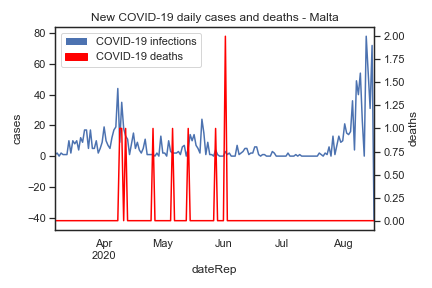 New COVID-19 daily cases and deaths - Malta
COVID-19 infections
COVID-19 deaths
80
60
40
20
0
−20
−40
cases
2.00
1.75
1.50
1.25
1.00
0.75
0.50
0.25
0.00
deaths
Apr
2020
May
Jun
Jul
Aug
dateRep